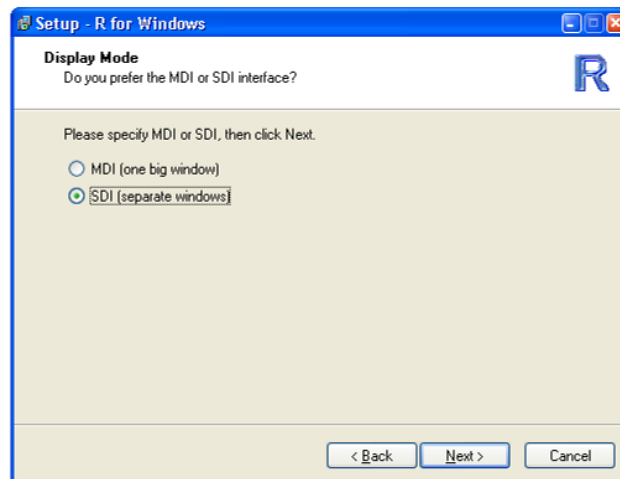 Setup - R for Windows
Display Mode
Do you prefer the MDI or SDI interface?
R
Please specify MDI or SDI, then click Next.
MDI (one big window)
SDI (separate windows)
< Back
Next >
Cancel